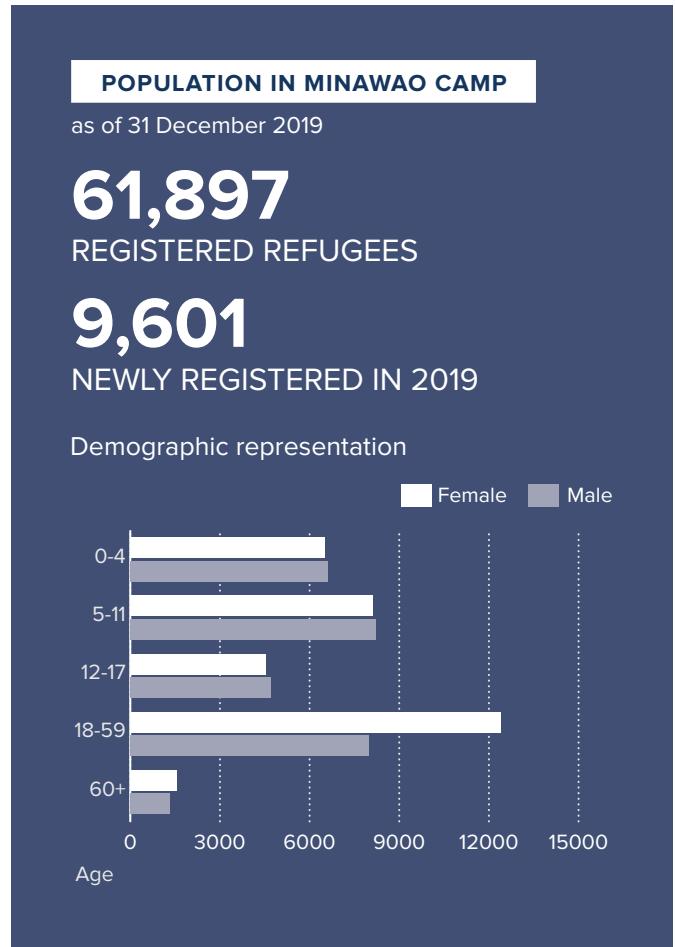 POPULATION IN MINAWAO CAMP
as of 31 December 2019
61,897
REGISTERED REFUGEES
9,601
NEWLY REGISTERED IN 2019
Demographic representation
Female Male
0-4
5-11
12-17
18-59
60+
0 3000 6000 9000 12000 15000
Age